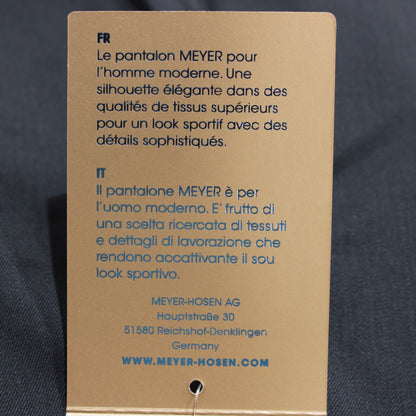 FR
Le pantalon MEYER pour
l'homme moderne. Une
silhouette élégante dans des
qualités de tissus supérieurs
pour un look sportif avec des
détails sophistiqués.
IT
Il pantalone MEYER è per
l'uomo moderno. E' frutto di
una scelta ricercata di tessuti
e dettagli di lavorazione che
rendono accattivante il sou
look sportivo.
MEYER-HOSEN AG
Hauptstraße 30
51580 Reichshof-Denklingen
Germany
WWW.MEYER-HOSEN.COM